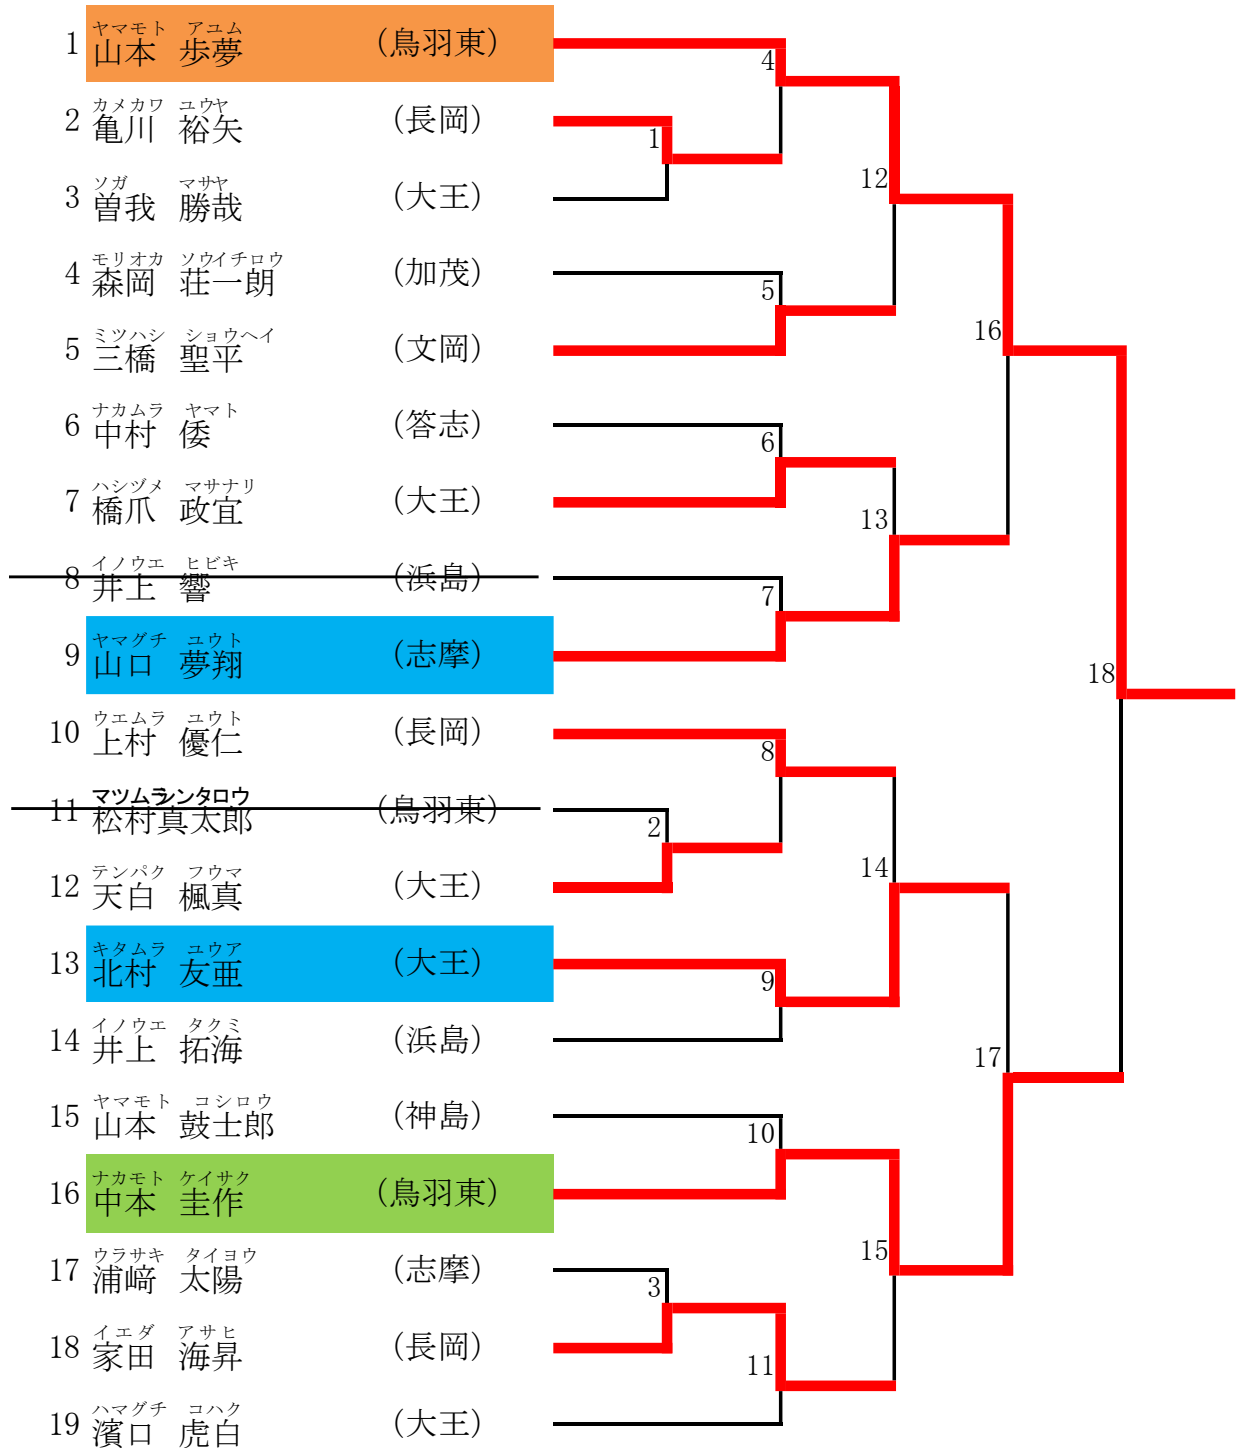 ヤマモト アユム
1 山本 歩夢 (鳥羽東)
カメカワ ユウヤ
2 亀川 裕矢 (長岡)
ソガ マサヤ
3 曽我 勝哉 (大王)
モリオカ ソウイチロウ
4 森岡 荘一朗 (加茂)
ミツハシ ショウヘイ
5 三橋 聖平 (文岡)
ナカムラ ヤマト
6 中村 倭 (答志)
ハシヅメ マサナリ
7 橋爪 政宜 (大王)
イノウエ ヒビキ
8 井上 響 (浜島)
ヤマグチ ユウト
9 山口 夢翔 (志摩)
ウエムラ ユウト
10 上村 優仁 (長岡)
マツムラシンタロウ
11 松村真太郎 (鳥羽東)
テンパク フウマ
12 天白 楓真 (大王)
キタムラ ユウア
13 北村 友亜 (大王)
イノウエ タクミ
14 井上 拓海 (浜島)
ヤマモト コシロウ
15 山本 鼓士郎 (神島)
ナカモト ケイサク
16 中本 圭作 (鳥羽東)
ウラサキ タイヨウ
17 浦﨑 太陽 (志摩)
イエダ アサヒ
18 家田 海昇 (長岡)
ハマグチ コハク
19 濱口 虎白 (大王)
1
2
3
4
5
6
7
8
9
10
11
12
13
14
15
16
17
18